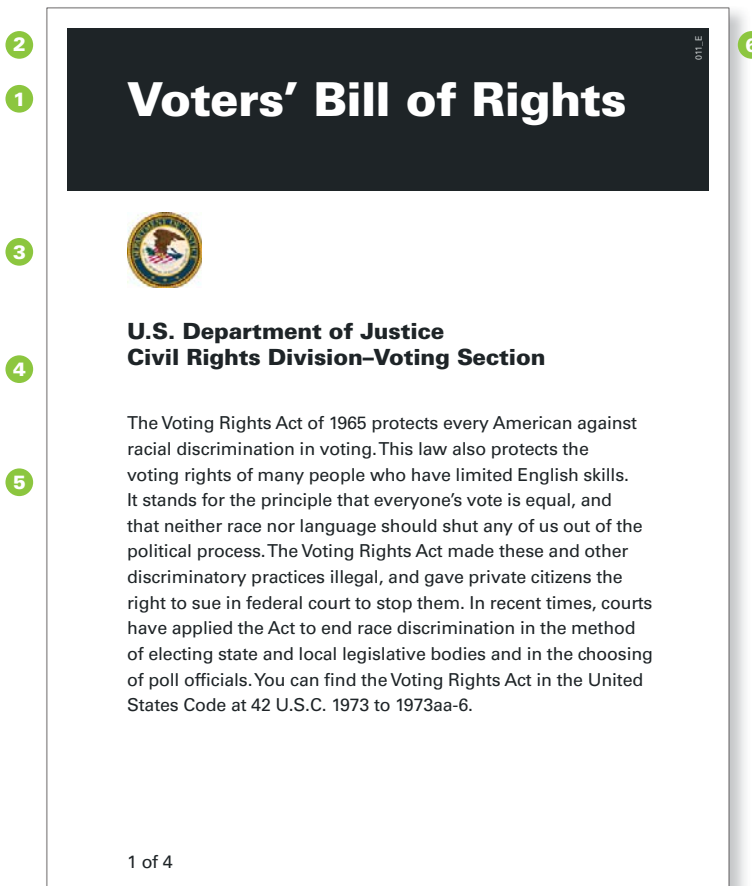 2
011_E
6
1
Voters’ Bill of Rights
3
DEPARTMENT OF JUSTICE
4
U.S. Department of Justice
Civil Rights Division–Voting Section
The Voting Rights Act of 1965 protects every American against
racial discrimination in voting. This law also protects the
5
voting rights of many people who have limited English skills.
It stands for the principle that everyone’s vote is equal, and
that neither race nor language should shut any of us out of the
political process. The Voting Rights Act made these and other
discriminatory practices illegal, and gave private citizens the
right to sue in federal court to stop them. In recent times, courts
have applied the Act to end race discrimination in the method
of electing state and local legislative bodies and in the choosing
of poll officials. You can find the Voting Rights Act in the United
States Code at 42 U.S.C. 1973 to 1973aa-6.
1 of 4